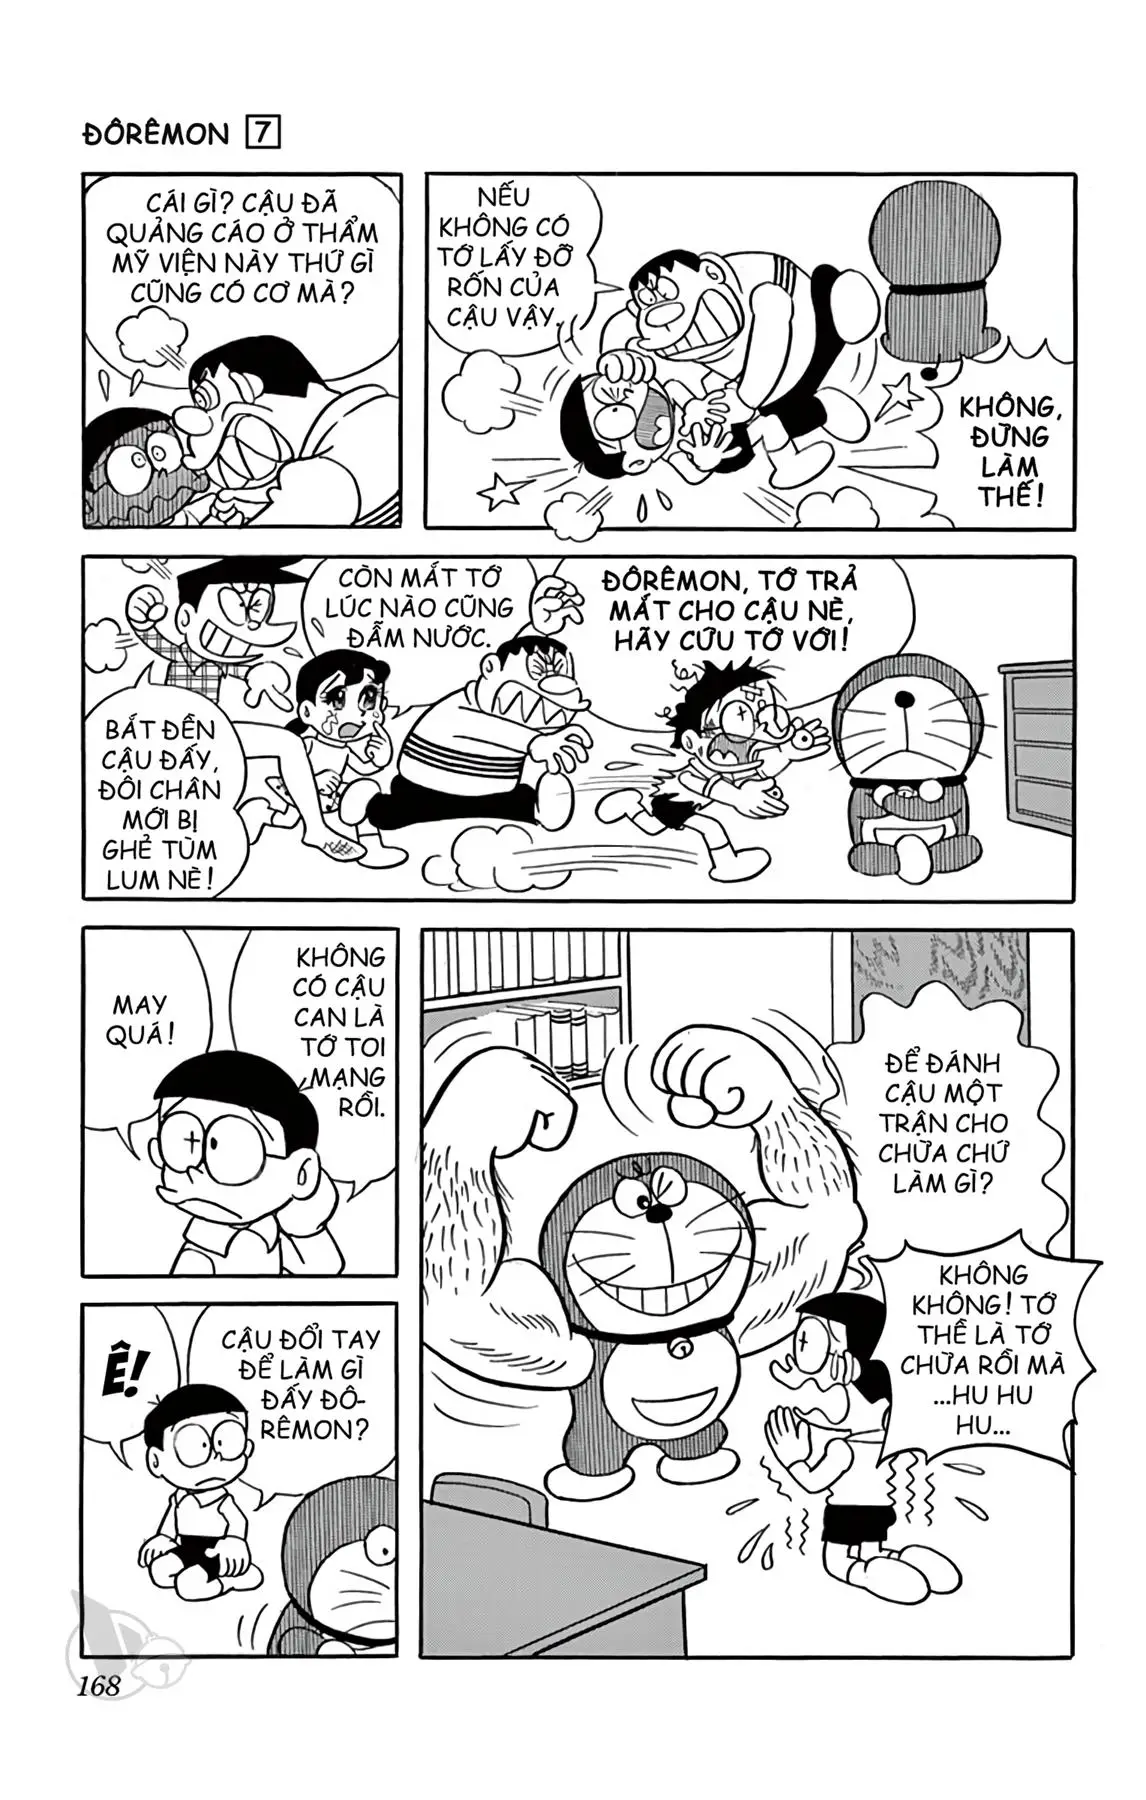 ĐÔRÊMON 7
CÁI GÌ? CẬU ĐÃ
QUẢNG CÁO Ở THẨM
MỸ VIỆN NÀY THỨ GÌ
CŨNG CÓ CƠ MÀ?
NẾU
KHÔNG CÓ
TỚ LẤY ĐỠ
RỐN CỦA
CẬU VẬY.
KHÔNG,
ĐỪNG
LÀM
THẾ!
BẮT ĐỀN
CẬU ĐẤY,
ĐÔI CHÂN
MỚI BỊ
GHẺ TÙM
LUM NÈ!
CÒN MẮT TỚ
LÚC NÀO CŨNG
ĐẪM NƯỚC.
ĐÔRÊMON, TỚ TRẢ
MẮT CHO CẬU NÈ,
HÃY CỨU TỚ VỚI!
MAY
QUÁ!
KHÔNG
CÓ CẬU
CAN LÀ
TỚ TOI
MẠNG
RỒI.
Ê!
CẬU ĐỔI TAY
ĐỂ LÀM GÌ
ĐẤY ĐÔ-
RÊMON?
ĐỂ ĐÁNH
CẬU MỘT
TRẬN CHO
CHỪA CHỨ
LÀM GÌ?
KHÔNG
KHÔNG! TỚ
THỀ LÀ TỚ
CHỪA RỒI MÀ
...HU HU
HU...
168